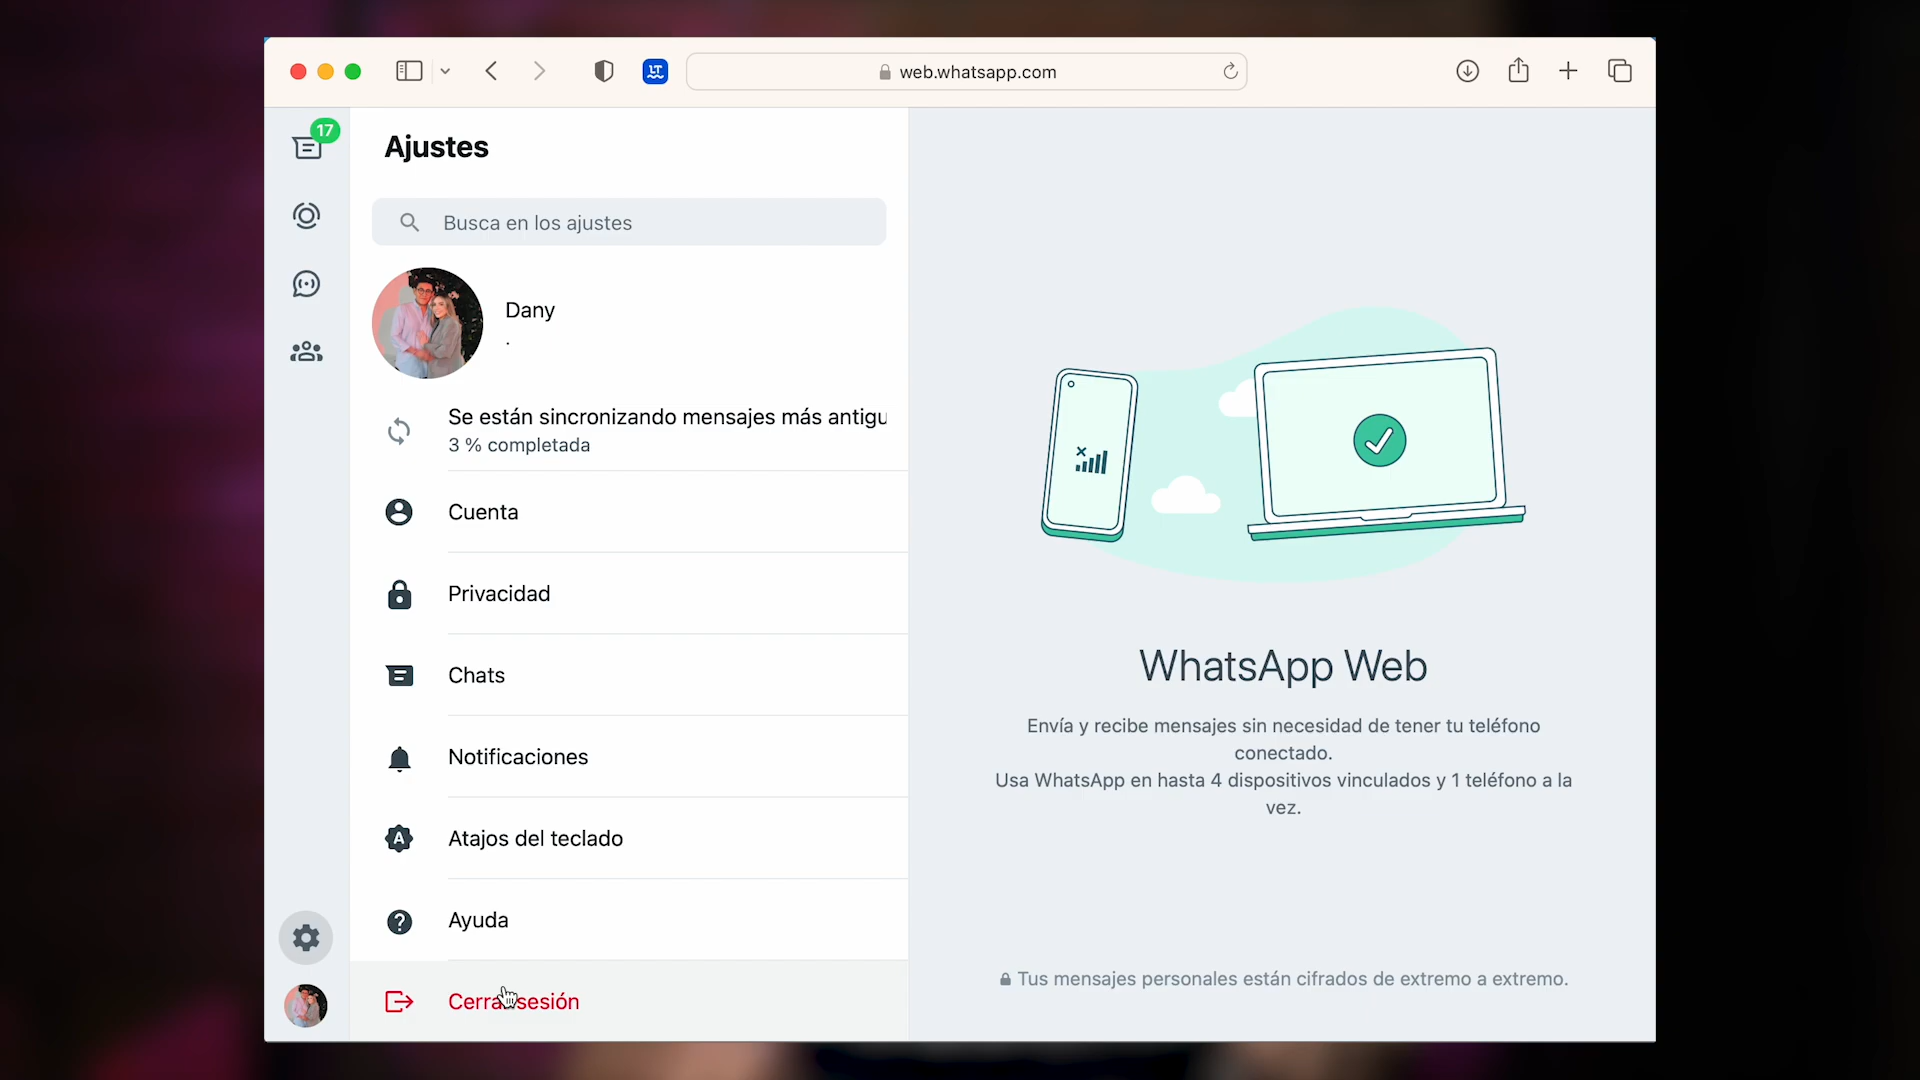 web.whatsapp.com
17
Ajustes
Busca en los ajustes
Dany
.
Se están sincronizando mensajes más antigu
3 % completada
Cuenta
Privacidad
Chats
Notificaciones
Atajos del teclado
Ayuda
Cerrar sesión
WhatsApp Web
Envía y recibe mensajes sin necesidad de tener tu teléfono
conectado.
Usa WhatsApp en hasta 4 dispositivos vinculados y 1 teléfono a la
vez.
Tus mensajes personales están cifrados de extremo a extremo.